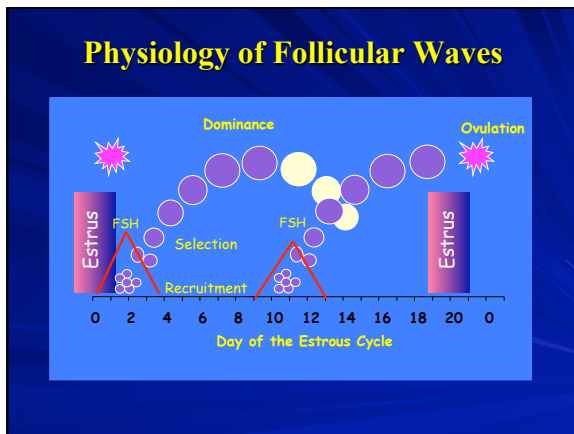 Physiology of Follicular Waves
Dominance
Ovulation
Estrus
FSH
Selection
Recruitment
FSH
Estrus
0 2 4 6 8 10 12 14 16 18 20 0
Day of the Estrous Cycle